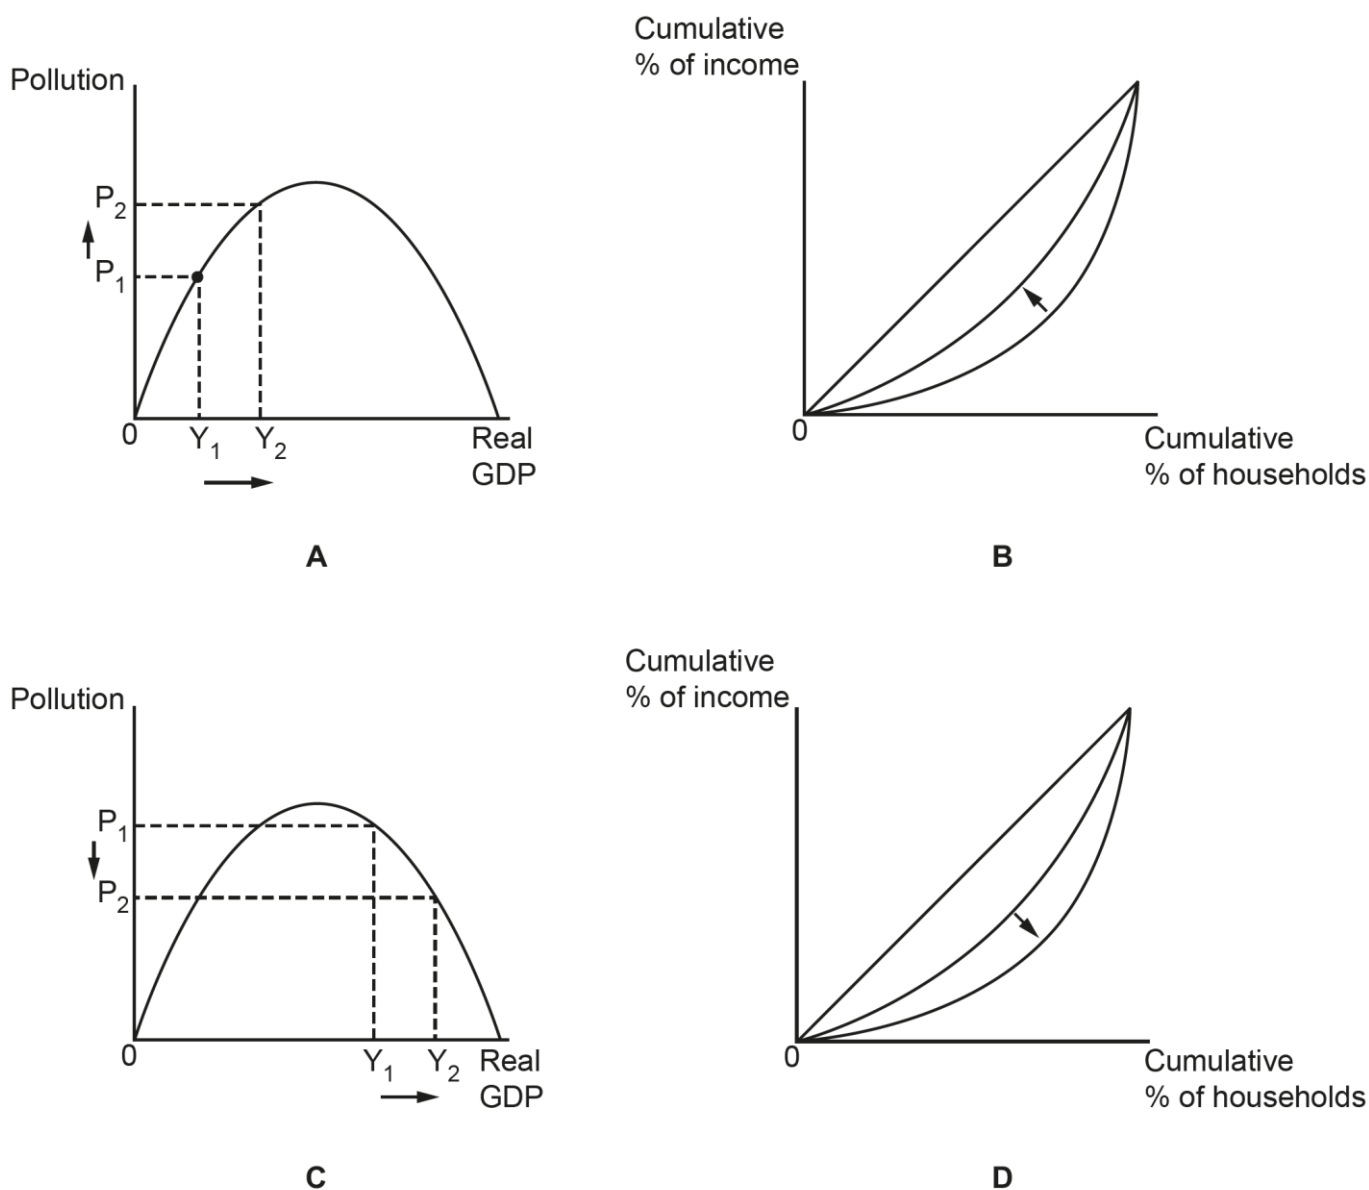 Pollution
P2
P1
0
Y1
Y2
Real
GDP
A
Cumulative
% of income
0
Cumulative
% of households
B
Pollution
P1
P2
0
Y1
Y2
Real
GDP
C
Cumulative
% of income
0
Cumulative
% of households
D